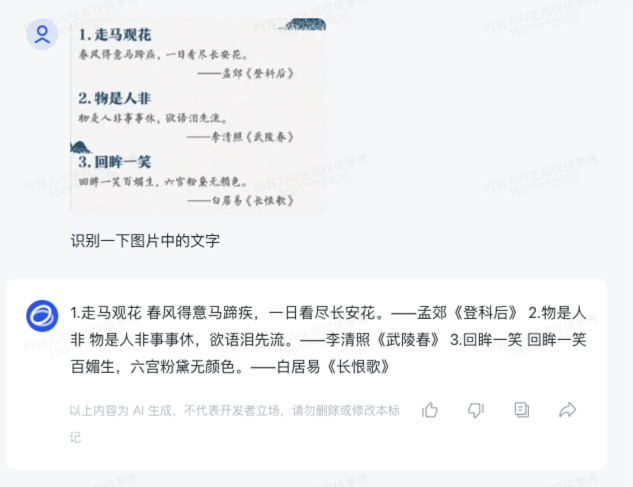 1. 走马观花
春风得意马蹄疾，一日看尽长安花。
——孟郊《登科后》
2. 物是人非
物是人非事事休，欲语泪先流。
——李清照《武陵春》
3. 回眸一笑
回眸一笑百媚生，六宫粉黛无颜色。
——白居易《长恨歌》
识别一下图片中的文字
1.走马观花 春风得意马蹄疾，一日看尽长安花。——孟郊《登科后》 2.物是人
非 物是人非事事休，欲语泪先流。——李清照《武陵春》 3.回眸一笑 回眸一笑
百媚生，六宫粉黛无颜色。——白居易《长恨歌》
以上内容为 AI 生成，不代表开发者立场，请勿删除或修改本标
记
内容为AI生成仅供参考
150****2920